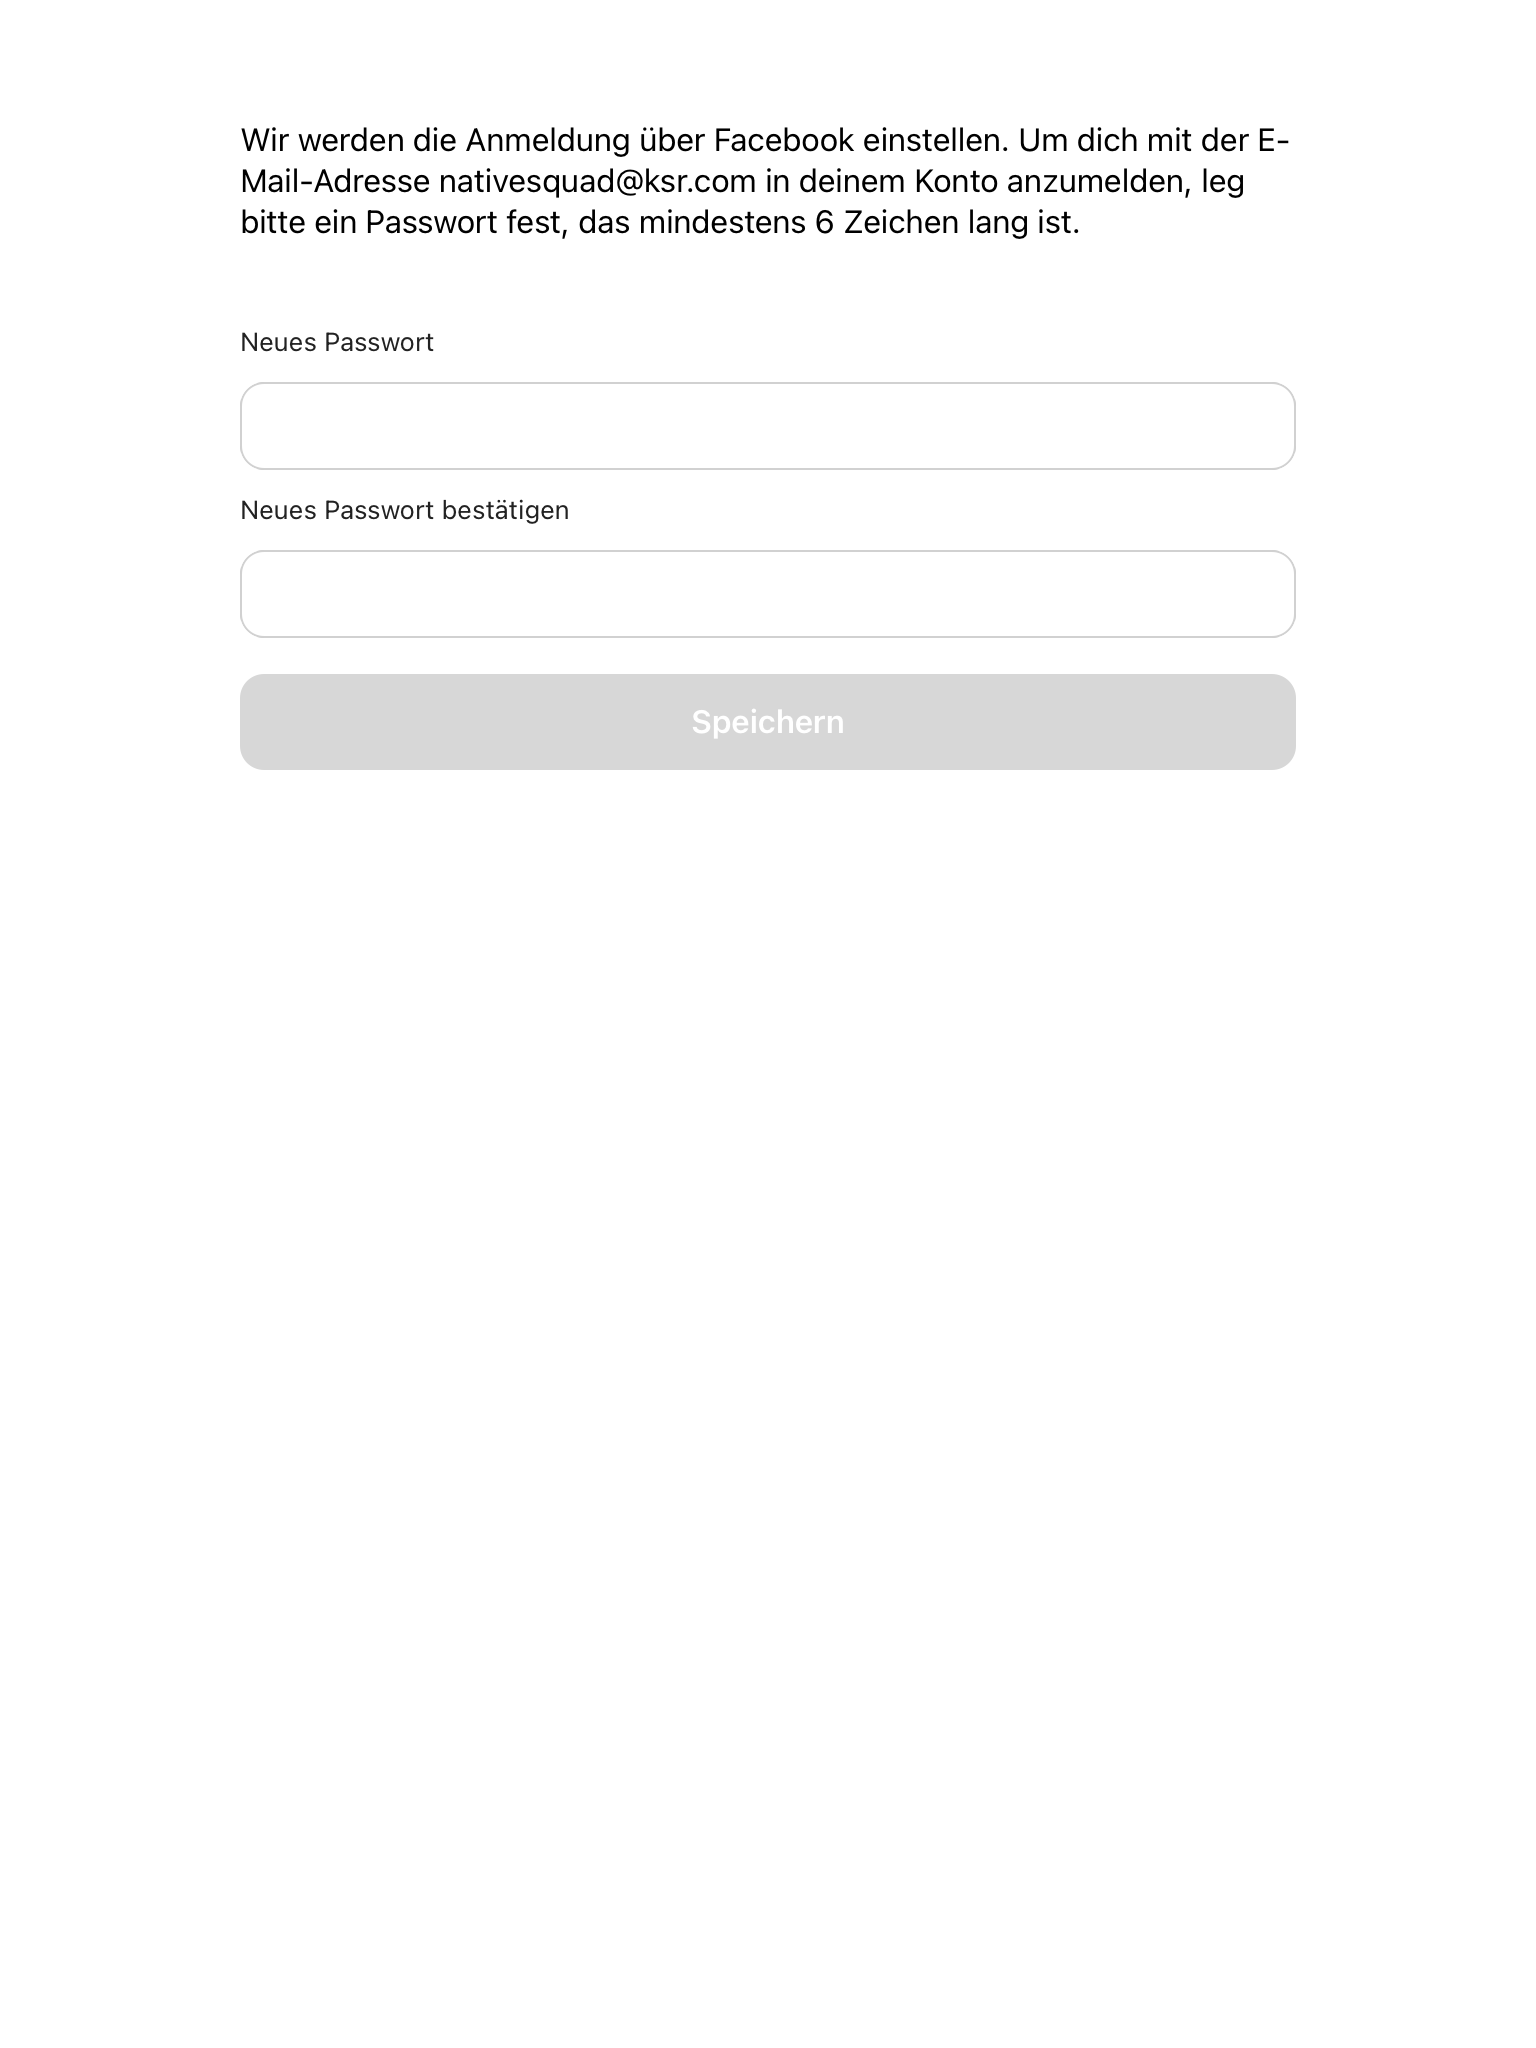 Wir werden die Anmeldung über Facebook einstellen. Um dich mit der E-
Mail-Adresse nativesquad@ksr.com in deinem Konto anzumelden, leg
bitte ein Passwort fest, das mindestens 6 Zeichen lang ist.
Neues Passwort
Neues Passwort bestätigen
Speichern